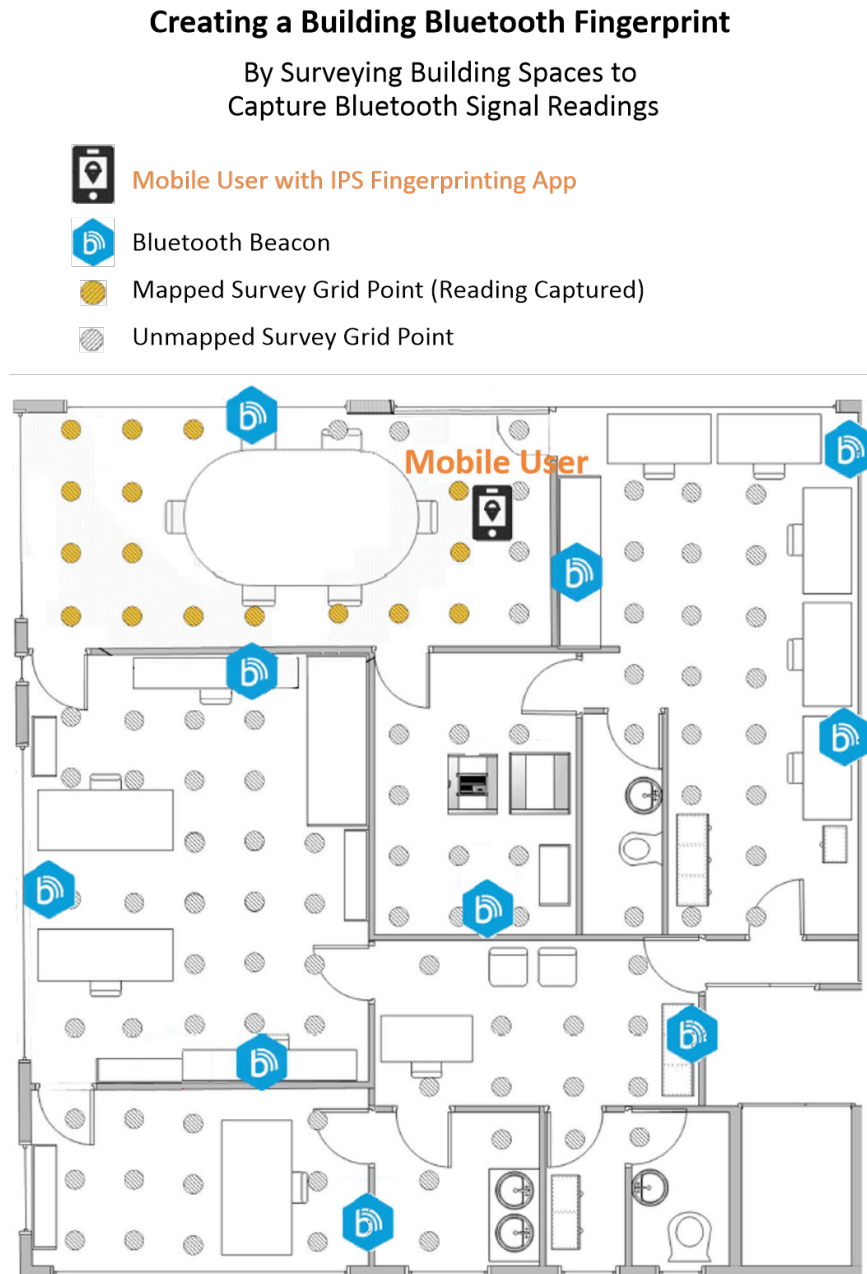 Creating a Building Bluetooth Fingerprint
By Surveying Building Spaces to
Capture Bluetooth Signal Readings
Mobile User with IPS Fingerprinting App
Bluetooth Beacon
Mapped Survey Grid Point (Reading Captured)
Unmapped Survey Grid Point
Mobile User